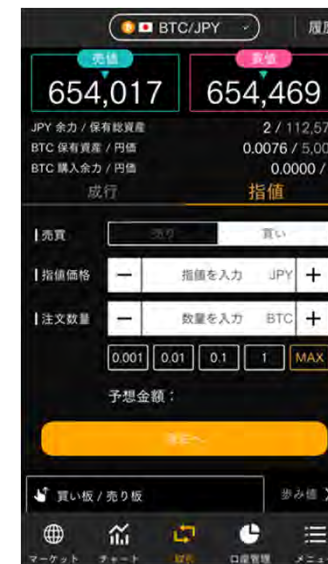 BTC/JPY
履歴
売値
買値
654,017
654,469
JPY 余力 / 保有総資産
2 / 112,57
BTC 保有資産 / 円価
0.0076 / 5,00
BTC 購入余力 / 円価
0.0000 /
成行
指値
売買
売り
買い
指値価格
−
指値を入力
JPY
+
注文数量
−
数量を入力
BTC
+
0.001
0.01
0.1
1
MAX
予想金額：
買い板 / 売り板
歩み値
マーケット
チャート
取引
口座管理
メニュ